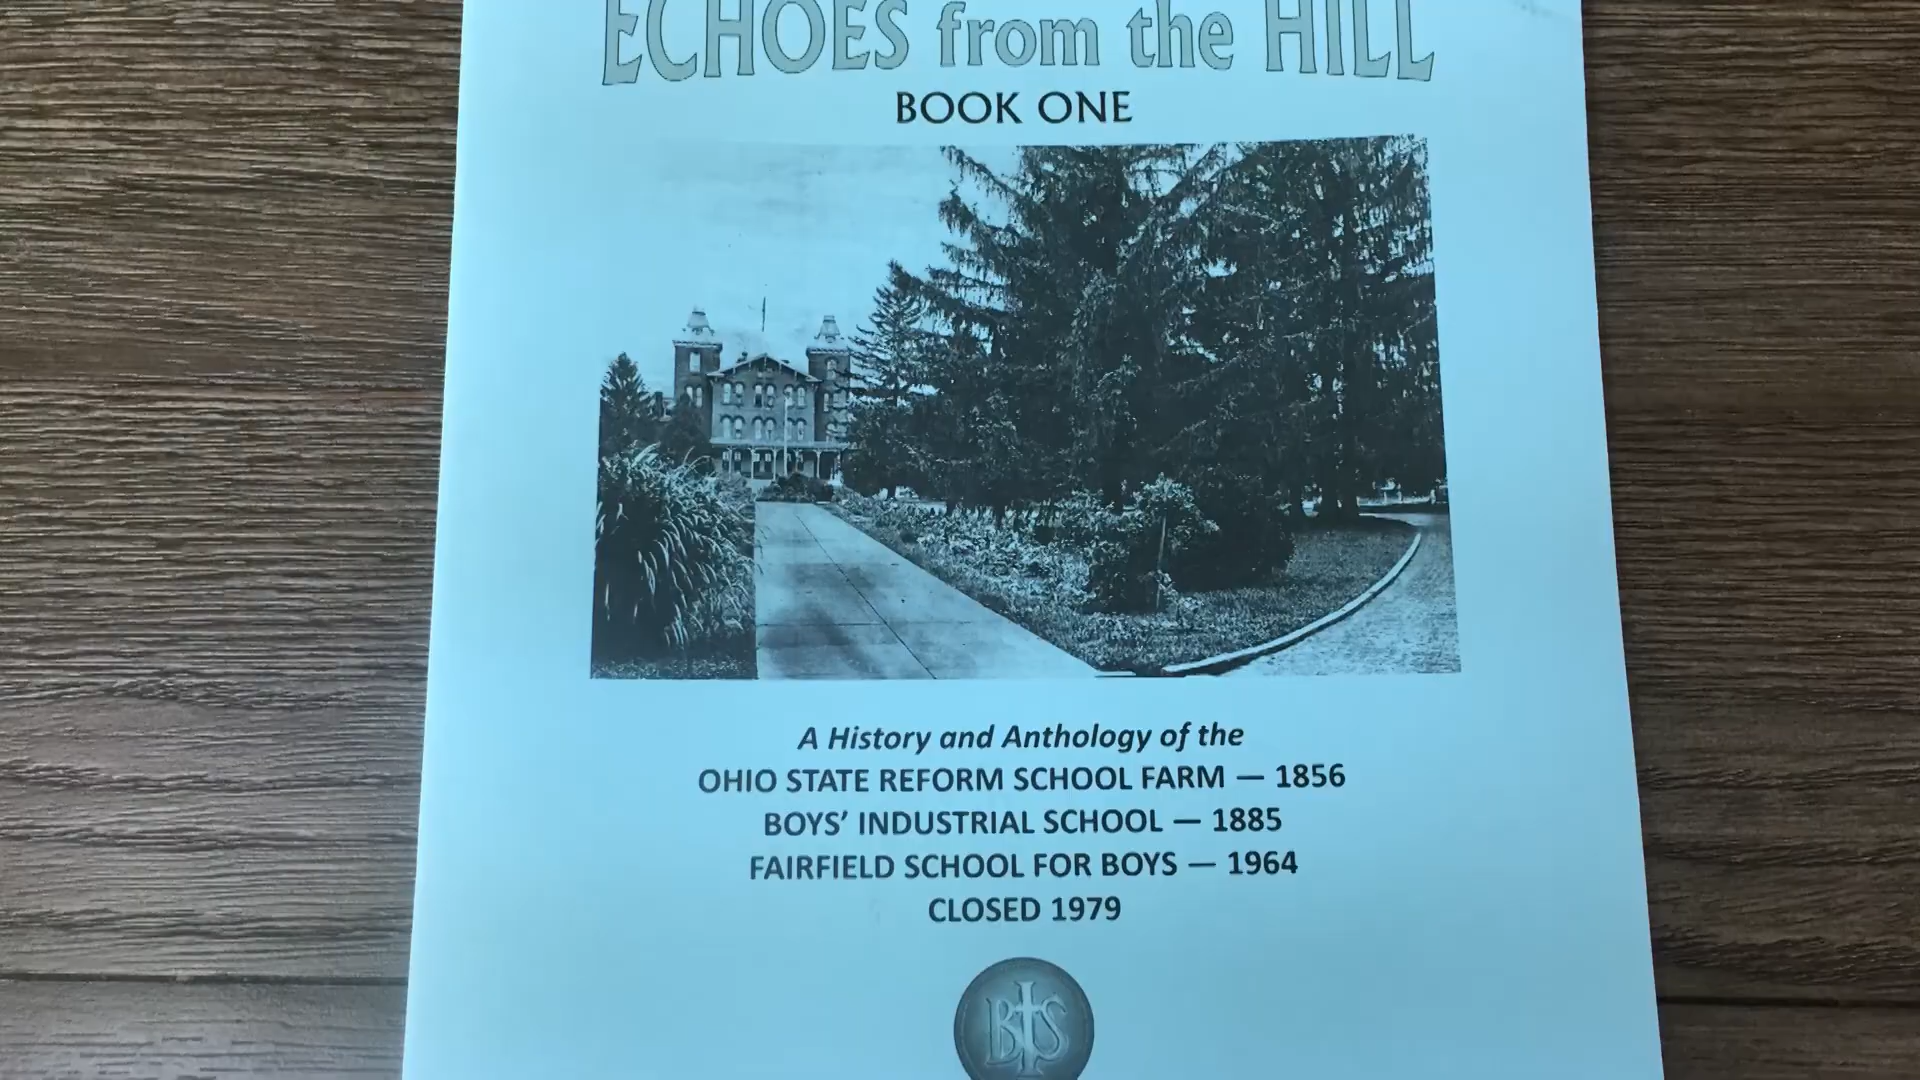 ECHOES from the HILL
BOOK ONE
A History and Anthology of the
OHIO STATE REFORM SCHOOL FARM — 1856
BOYS' INDUSTRIAL SCHOOL — 1885
FAIRFIELD SCHOOL FOR BOYS — 1964
CLOSED 1979
BIS